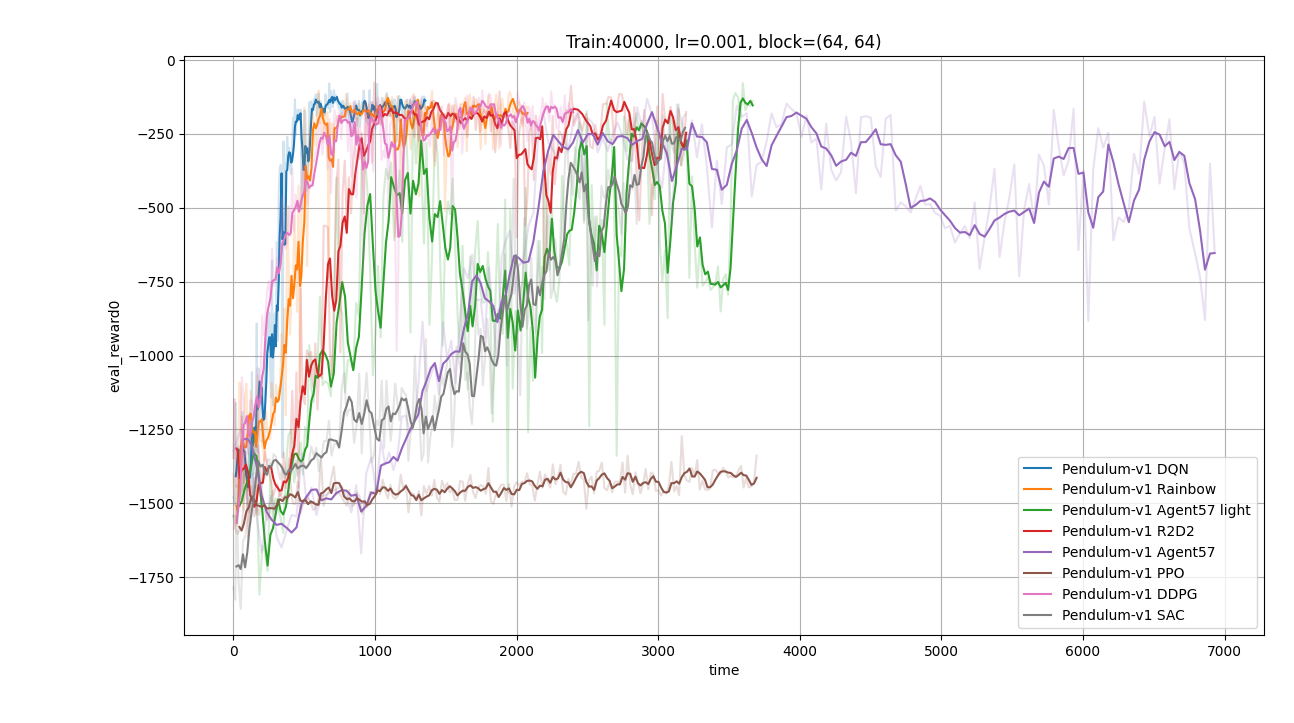 Train:40000, lr=0.001, block=(64, 64)
0
−250
−500
−750
−1000
−1250
−1500
−1750
eval_reward0
0
1000
2000
3000
4000
5000
6000
7000
time
Pendulum-v1 DQN
Pendulum-v1 Rainbow
Pendulum-v1 Agent57 light
Pendulum-v1 R2D2
Pendulum-v1 Agent57
Pendulum-v1 PPO
Pendulum-v1 DDPG
Pendulum-v1 SAC